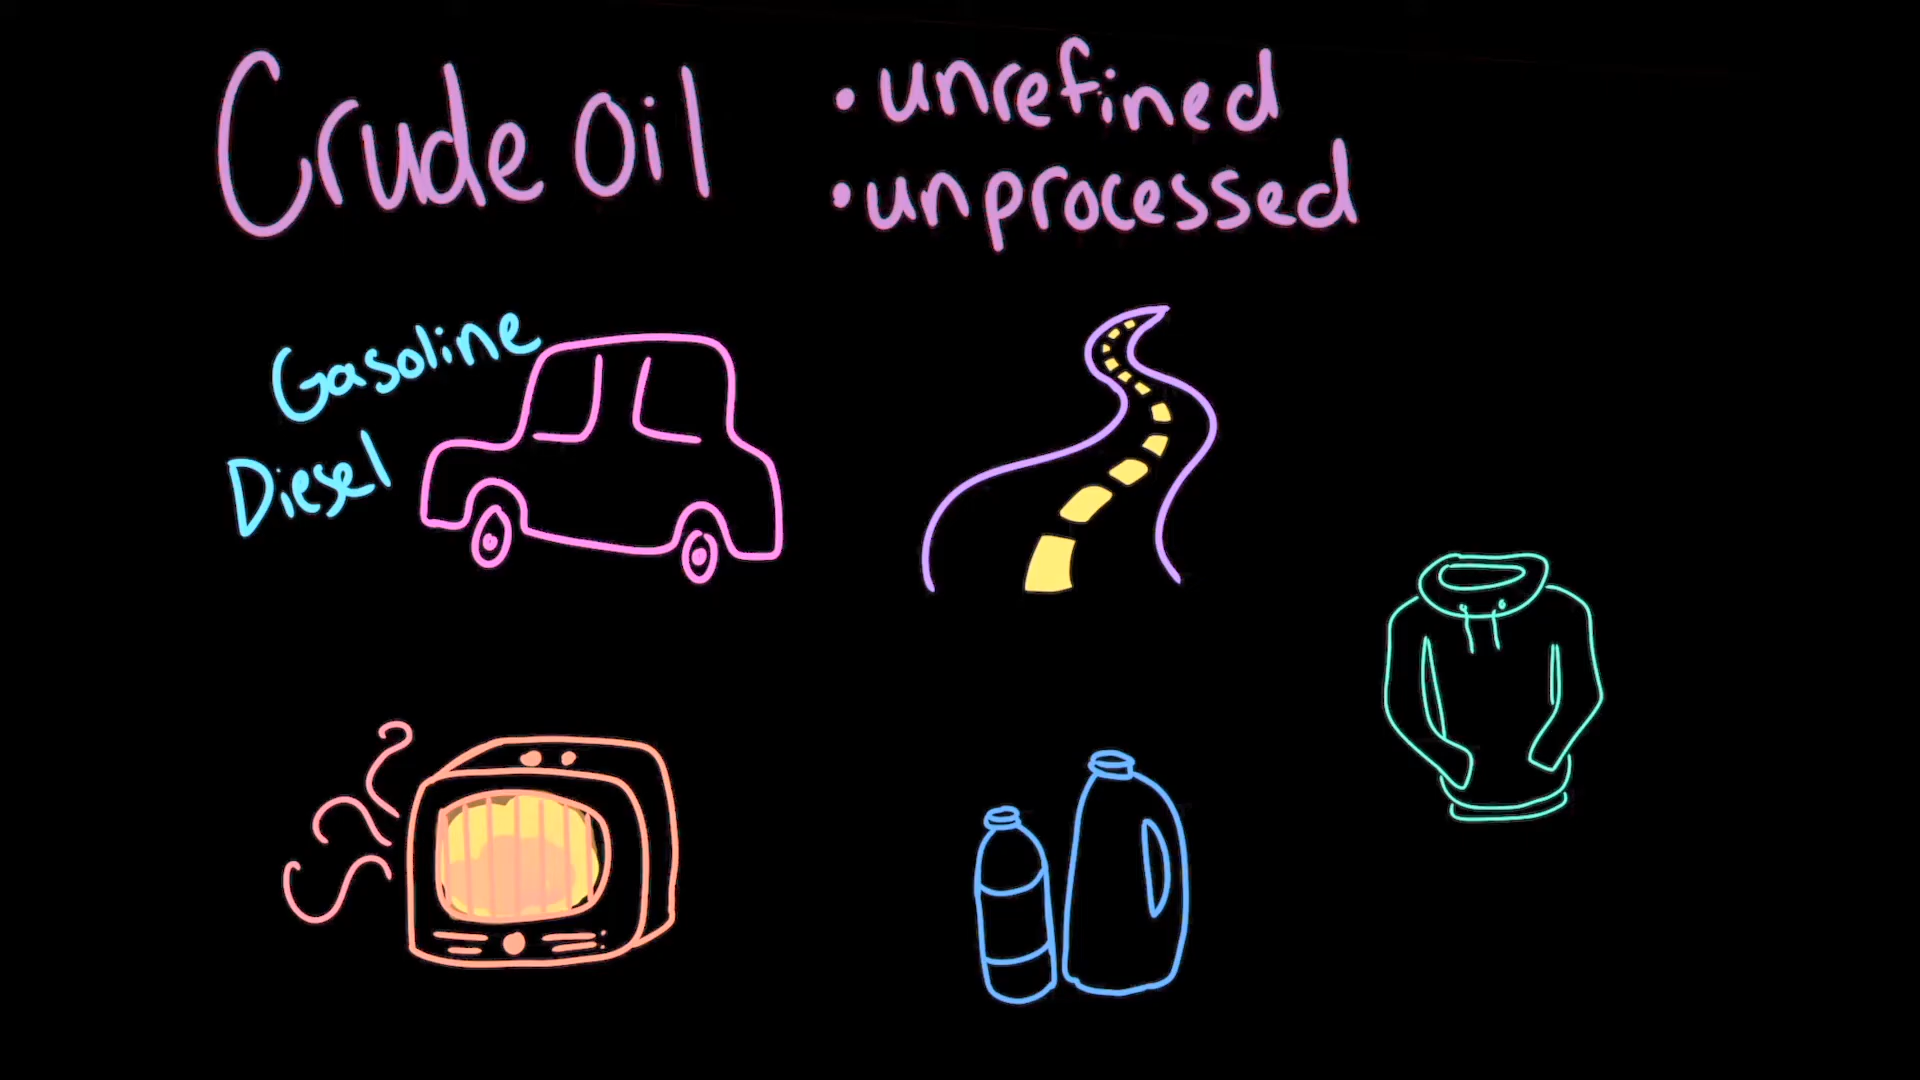 Crude Oil
• unrefined
• unprocessed
Gasoline
Diesel